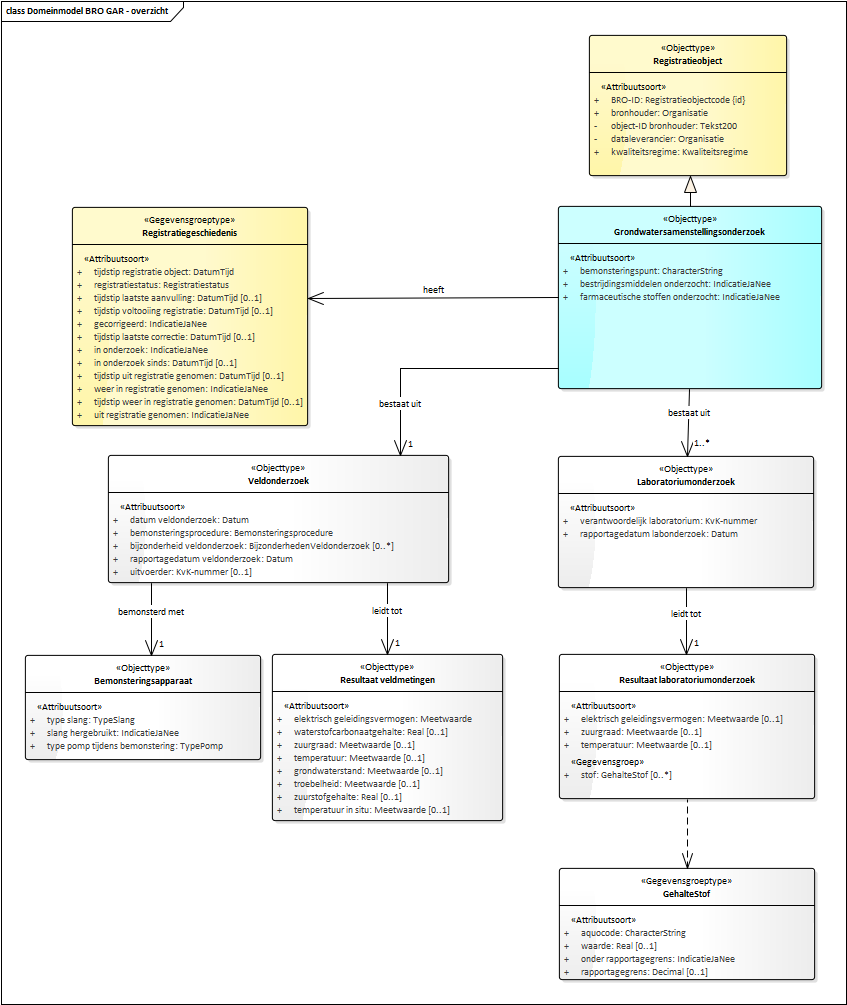 class Domeinmodel BRO GAR - overzicht
«Objecttype»
Registratieobject
«Attribuutsoort»
+ BRO-ID: Registratieobjectcode {id}
+ bronhouder: Organisatie
- object-ID bronhouder: Tekst200
- dataleverancier: Organisatie
+ kwaliteitsregime: Kwaliteitsregime
«Gegevensgroeptype»
Registratiegeschiedenis
«Attribuutsoort»
+ tijdstip registratie object: DatumTijd
+ registratiestatus: Registratiestatus
+ tijdstip laatste aanvulling: DatumTijd [0..1]
+ tijdstip voltooiing registratie: DatumTijd [0..1]
+ gecorrigeerd: IndicatieJaNee
+ tijdstip laatste correctie: DatumTijd [0..1]
+ in onderzoek: IndicatieJaNee
+ in onderzoek sinds: DatumTijd [0..1]
+ tijdstip uit registratie genomen: DatumTijd [0..1]
+ weer in registratie genomen: IndicatieJaNee
+ tijdstip weer in registratie genomen: DatumTijd [0..1]
+ uit registratie genomen: IndicatieJaNee
heeft
«Objecttype»
Grondwatersamenstellingsonderzoek
«Attribuutsoort»
+ bemonsteringspunt: CharacterString
+ bestrijdingsmiddelen onderzocht: IndicatieJaNee
+ farmaceutische stoffen onderzocht: IndicatieJaNee
bestaat uit
1
bestaat uit
1..*
«Objecttype»
Veldonderzoek
«Attribuutsoort»
+ datum veldonderzoek: Datum
+ bemonsteringsprocedure: Bemonsteringsprocedure
+ bijzonderheid veldonderzoek: BijzonderhedenVeldonderzoek [0..*]
+ rapportagedatum veldonderzoek: Datum
+ uitvoerder: KvK-nummer [0..1]
«Objecttype»
Laboratoriumonderzoek
«Attribuutsoort»
+ verantwoordelijk laboratorium: KvK-nummer
+ rapportagedatum labonderzoek: Datum
bemonsterd met
1
leidt tot
1
leidt tot
1
«Objecttype»
Bemonsteringsapparaat
«Attribuutsoort»
+ type slang: TypeSlang
+ slang hergebruikt: IndicatieJaNee
+ type pomp tijdens bemonstering: TypePomp
«Objecttype»
Resultaat veldmetingen
«Attribuutsoort»
+ elektrisch geleidingsvermogen: Meetwaarde
+ waterstofcarbonaatgehalte: Real [0..1]
+ zuurgraad: Meetwaarde [0..1]
+ temperatuur: Meetwaarde [0..1]
+ grondwaterstand: Meetwaarde [0..1]
+ troebelheid: Meetwaarde [0..1]
+ zuurstofgehalte: Real [0..1]
+ temperatuur in situ: Meetwaarde [0..1]
«Objecttype»
Resultaat laboratoriumonderzoek
«Attribuutsoort»
+ elektrisch geleidingsvermogen: Meetwaarde [0..1]
+ zuurgraad: Meetwaarde [0..1]
+ temperatuur: Meetwaarde [0..1]
«Gegevensgroep»
+ stof: GehalteStof [0..*]
«Gegevensgroeptype»
GehalteStof
«Attribuutsoort»
+ aquocode: CharacterString
+ waarde: Real [0..1]
+ onder rapportagegrens: IndicatieJaNee
+ rapportagegrens: Decimal [0..1]